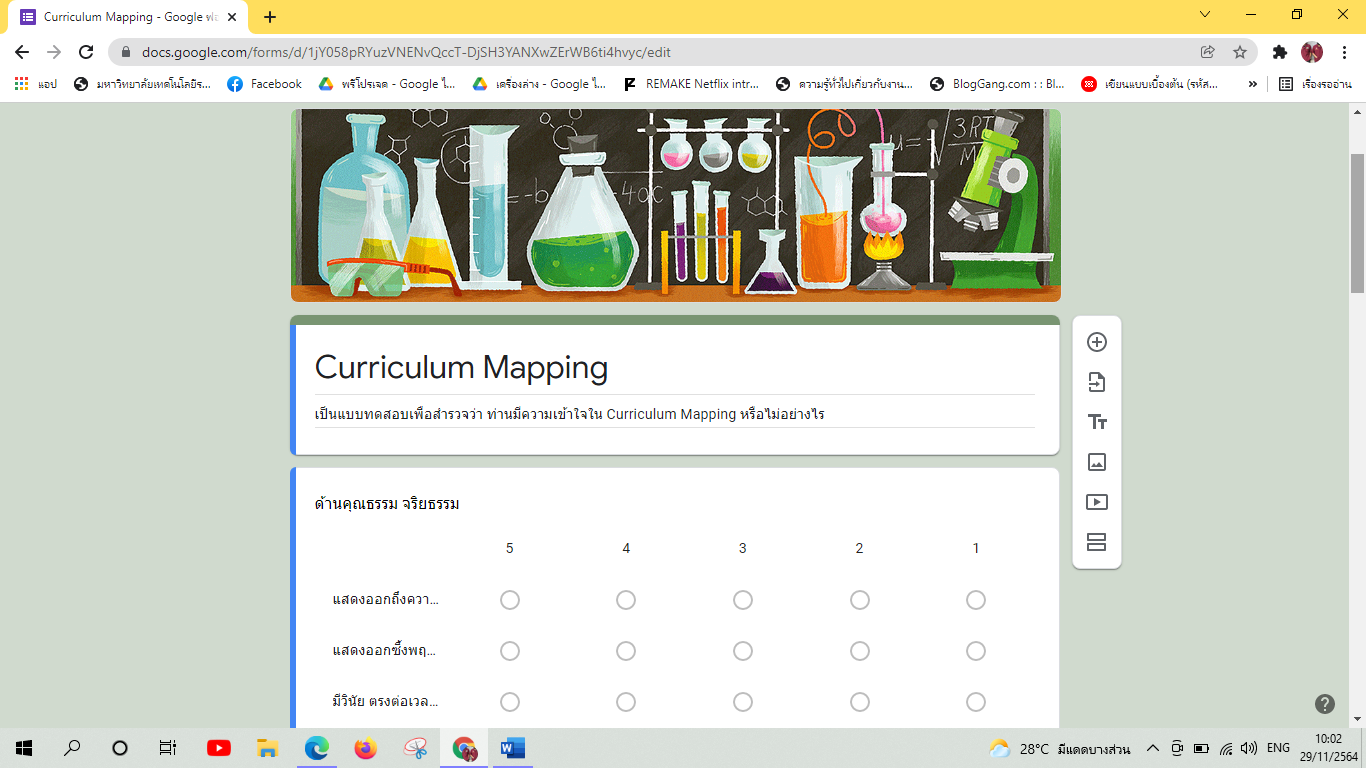 Curriculum Mapping - Google ฟอ
docs.google.com/forms/d/1jY058pRYuzVNENvQccT-DjSH3YANXwZErWB6ti4hvyc/edit
แอป มหาวิทยาลัยเทคโนโลยีร... Facebook พรีโปรเจค - Google ไ... เครื่องล่าง - Google ไ... REMAKE Netflix intr... ความรู้ทั่วไปเกี่ยวกับงาน... BlogGang.com : : Bl... เขียนแบบเบื้องต้น (รหัส... » เรื่องรออ่าน
= -b -4ac
u = √ 3RT
M
Curriculum Mapping
เป็นแบบทดสอบเพื่อสำรวจว่า ท่านมีความเข้าใจใน Curriculum Mapping หรือไม่อย่างไร
ด้านคุณธรรม จริยธรรม
5 4 3 2 1
แสดงออกถึงควา...
แสดงออกซึ้งพฤ...
มีวินัย ตรงต่อเวล...
28°C มีแดดบางส่วน ENG 10:02
29/11/2564